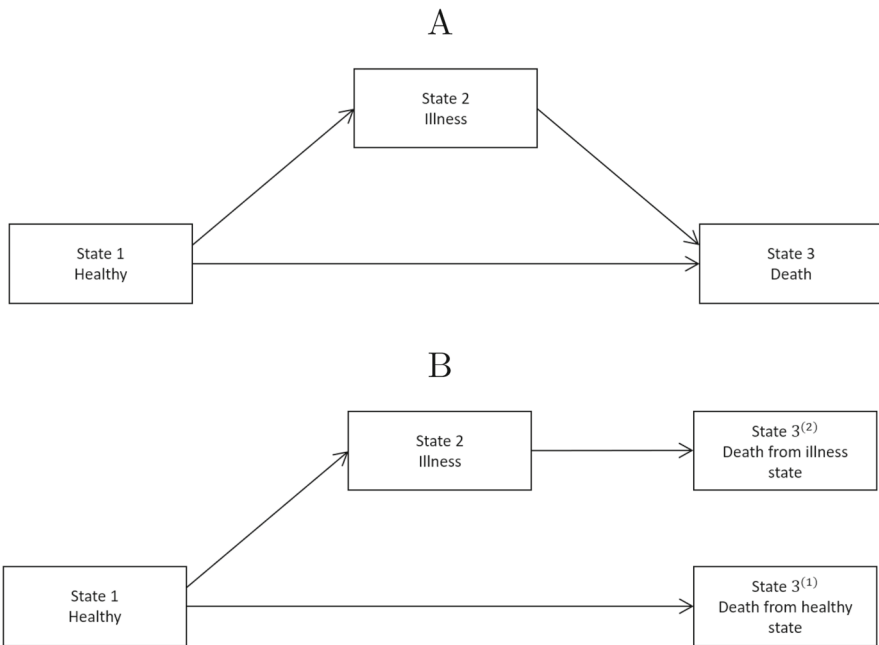 A
State 2
Illness
State 1
Healthy
State 3
Death
B
State 2
Illness
State 3⁽²⁾
Death from illness
state
State 1
Healthy
State 3⁽¹⁾
Death from healthy
state